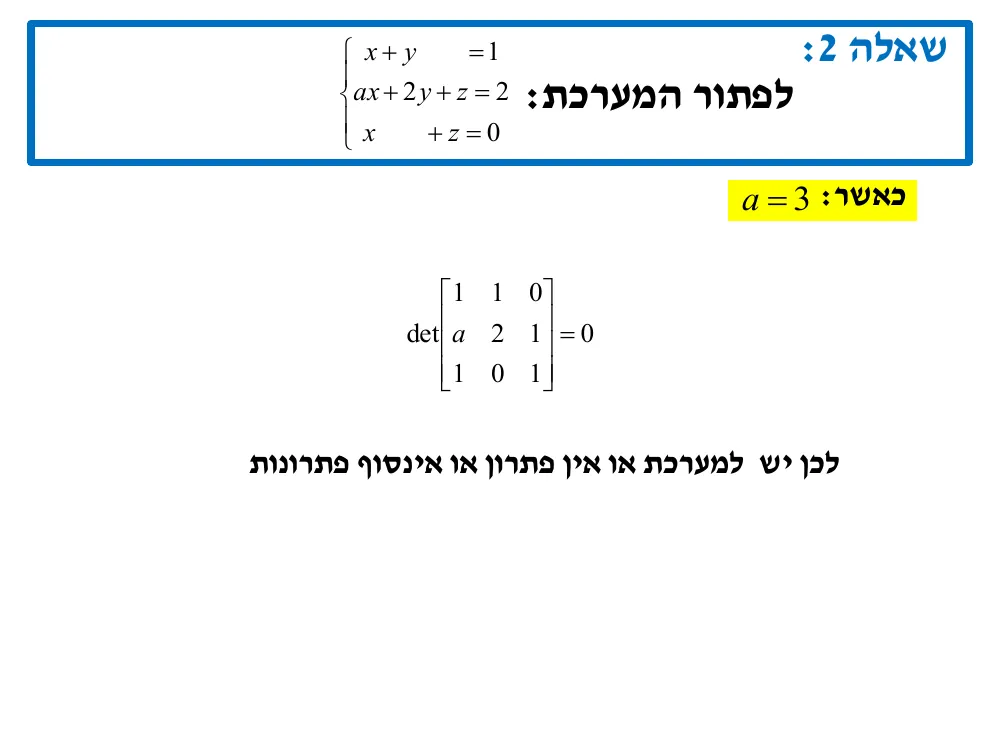 שאלה 2:
לפתור המערכת:
x + y = 1
ax + 2y + z = 2
x + z = 0
כאשר: a = 3
1 1 0
det a 2 1 = 0
1 0 1
לכן יש למערכת או אין פתרון או אינסוף פתרונות